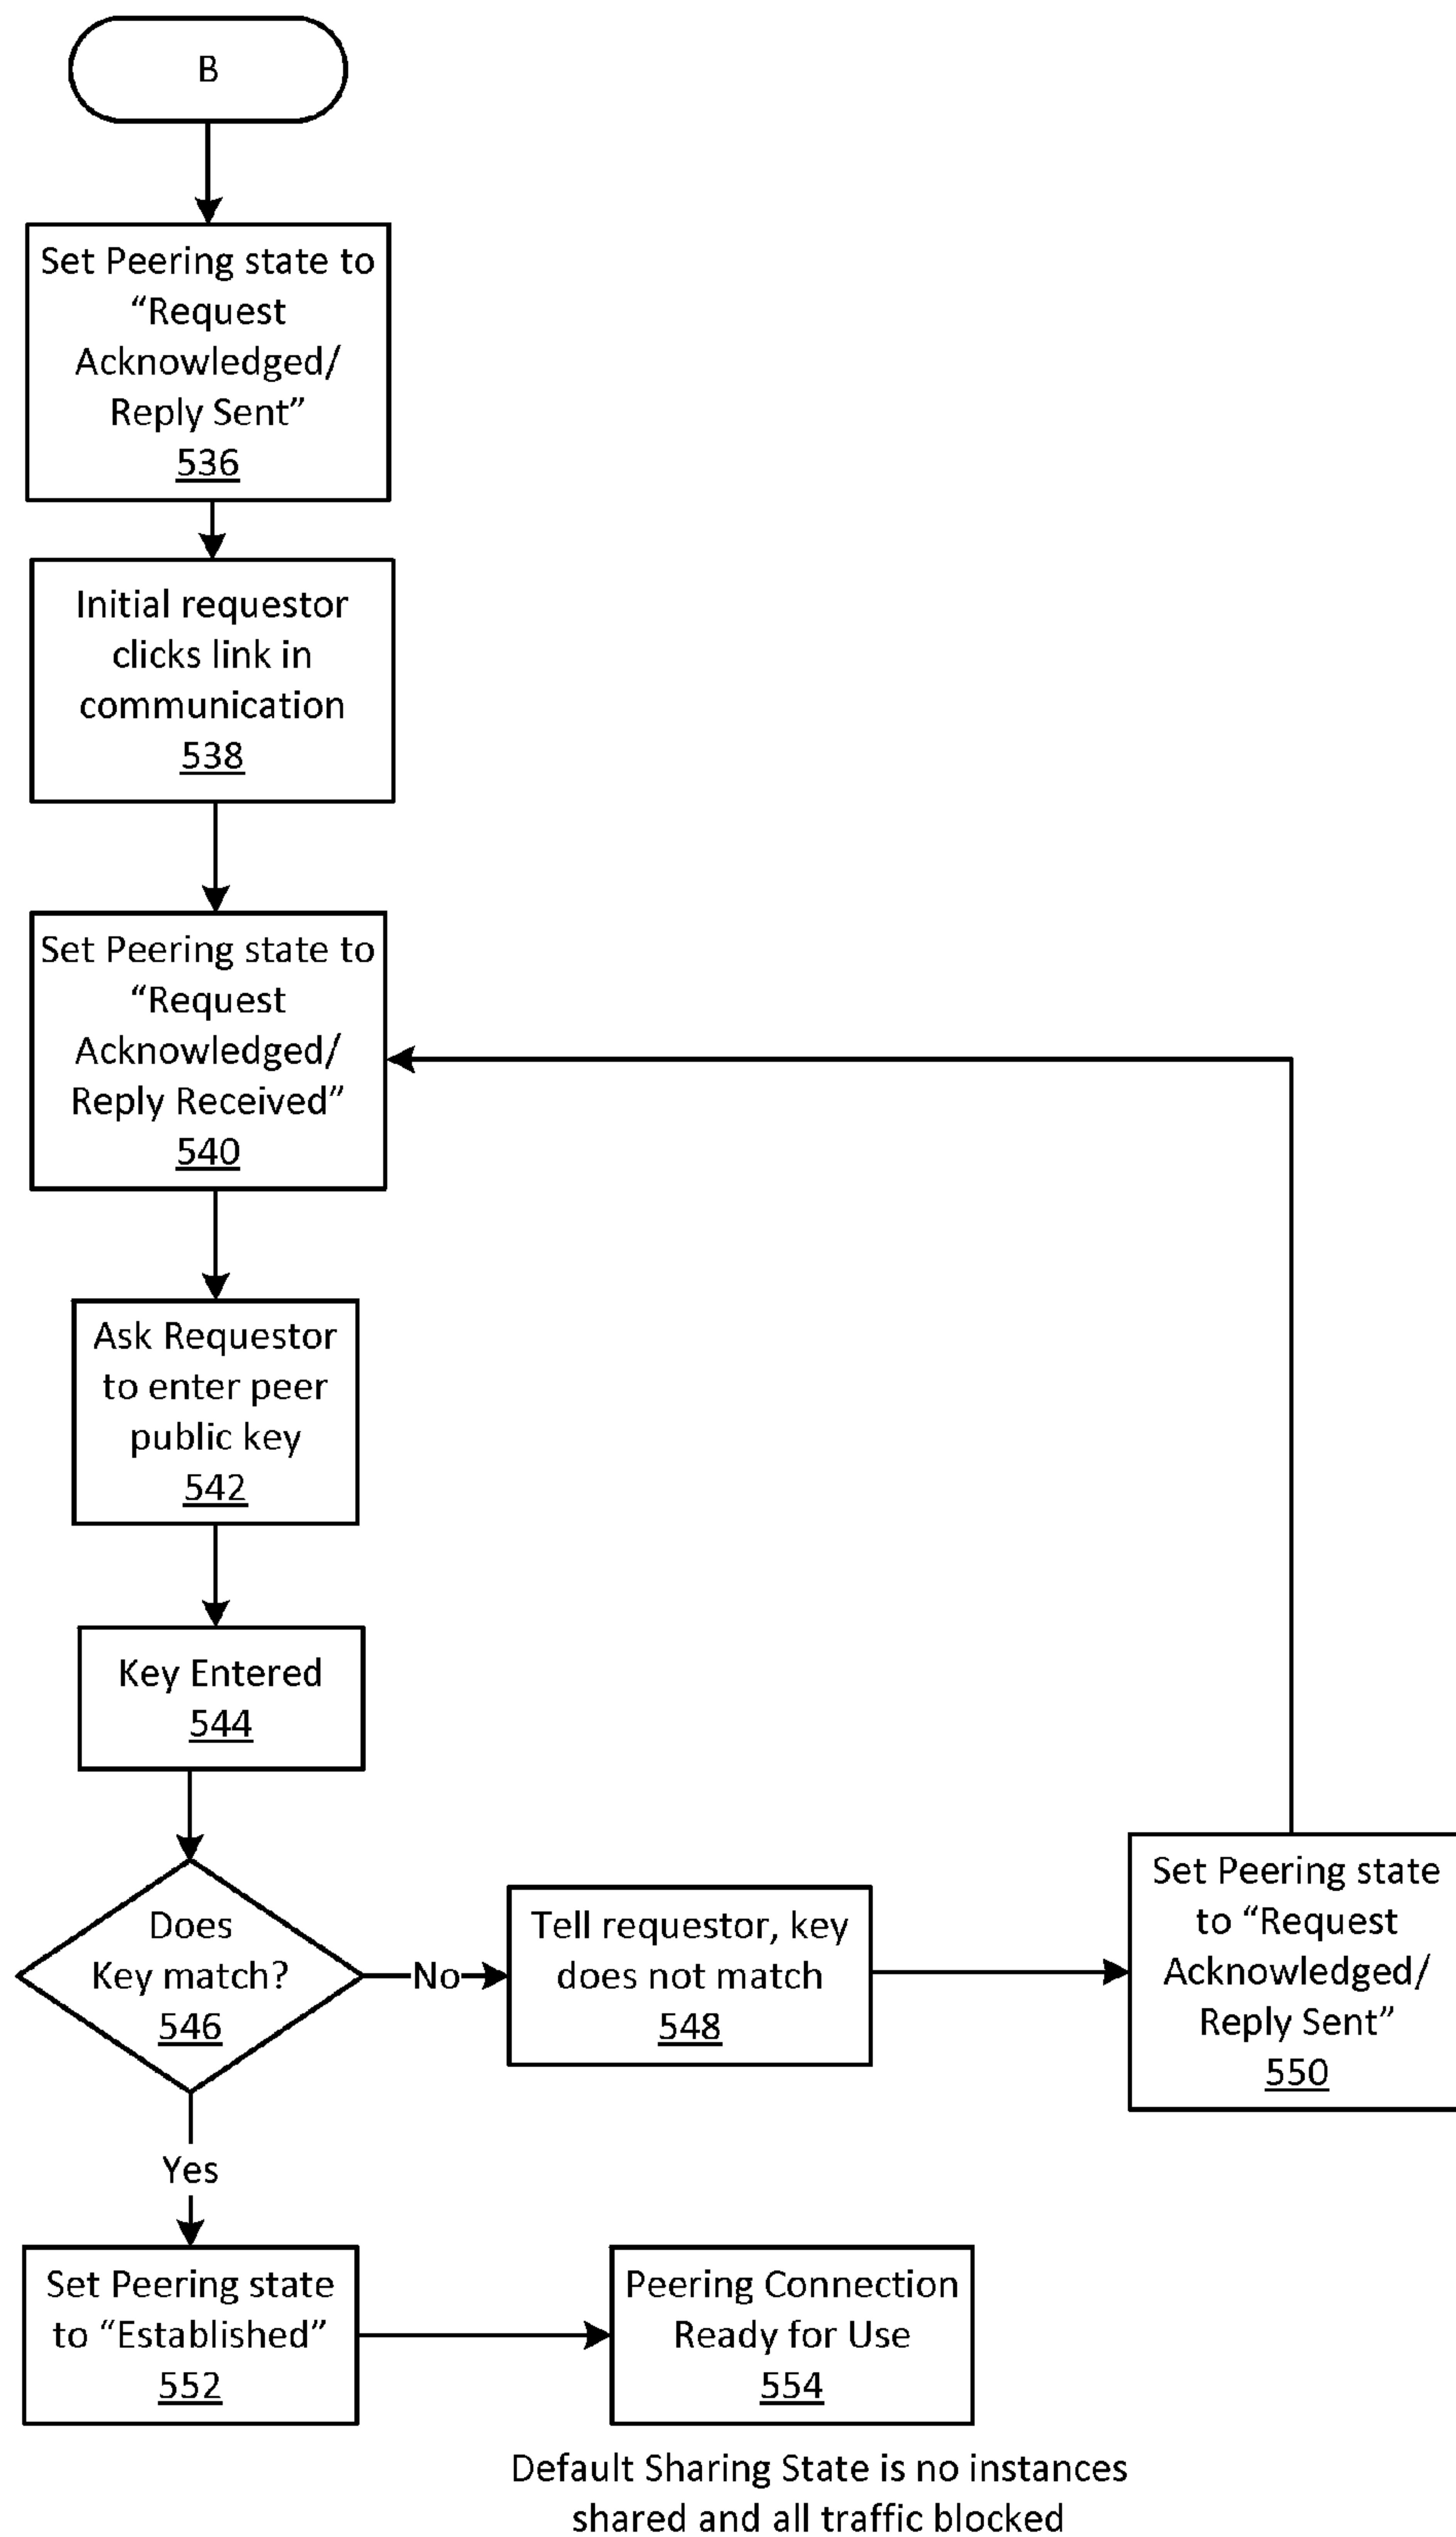 B
Set Peering state to
“Request
Acknowledged/
Reply Sent”
536
Initial requestor
clicks link in
communication
538
Set Peering state to
“Request
Acknowledged/
Reply Received”
540
Ask Requestor
to enter peer
public key
542
Key Entered
544
Does
Key match?
546
No
Tell requestor, key
does not match
548
Set Peering state
to “Request
Acknowledged/
Reply Sent”
550
Yes
Set Peering state
to “Established”
552
Peering Connection
Ready for Use
554
Default Sharing State is no instances
shared and all traffic blocked